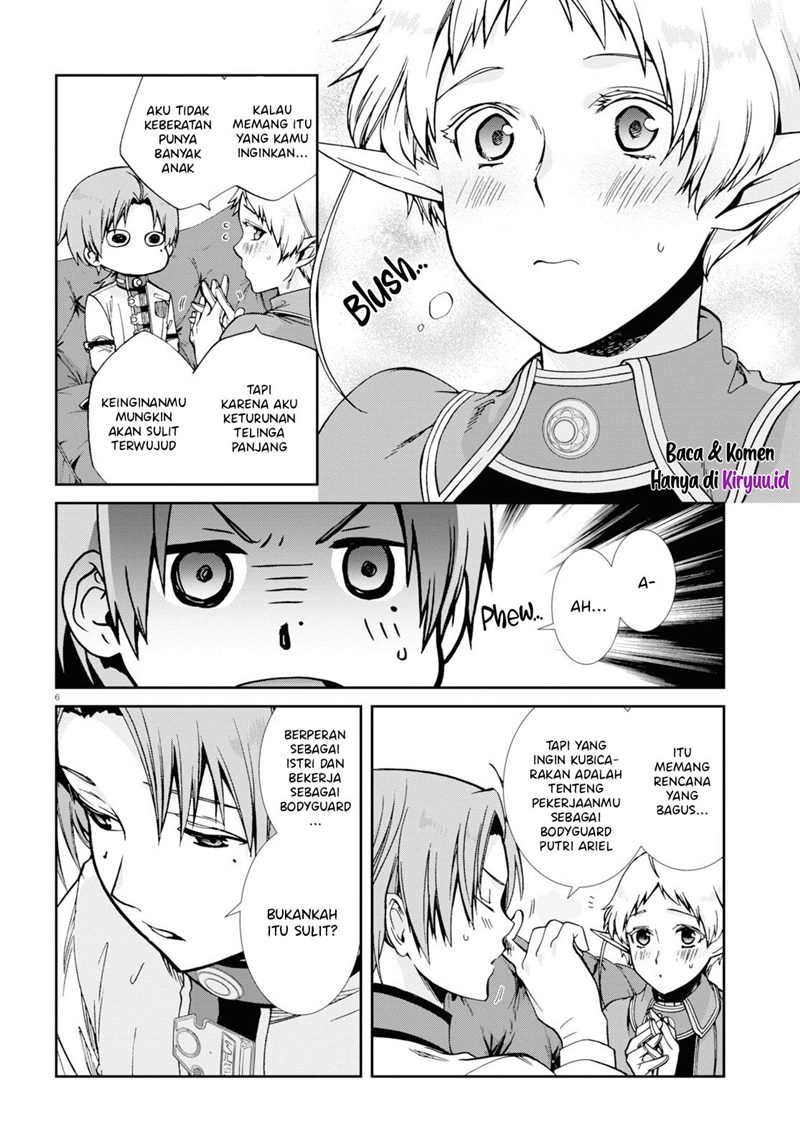 KALAU
MEMANG ITU
YANG KAMU
INGINKAN...
AKU TIDAK
KEBERATAN
PUNYA
BANYAK
ANAK
Blush...
TAPI
KARENA AKU
KETURUNAN
TELINGA
PANJANG
KEINGINANMU
MUNGKIN
AKAN SULIT
TERWUJUD
Baca & Komen
Hanya di Kiryuu.id
A-
AH...
Phew...
6
ITU
MEMANG
RENCANA
YANG
BAGUS...
TAPI YANG
INGIN KUBICA-
RAKAN ADALAH
TENTENG
PEKERJAANMU
SEBAGAI
BODYGUARD
PUTRI ARIEL
BERPERAN
SEBAGAI
ISTRI DAN
BEKERJA
SEBAGAI
BODYGUARD
...
BUKANKAH
ITU SULIT?